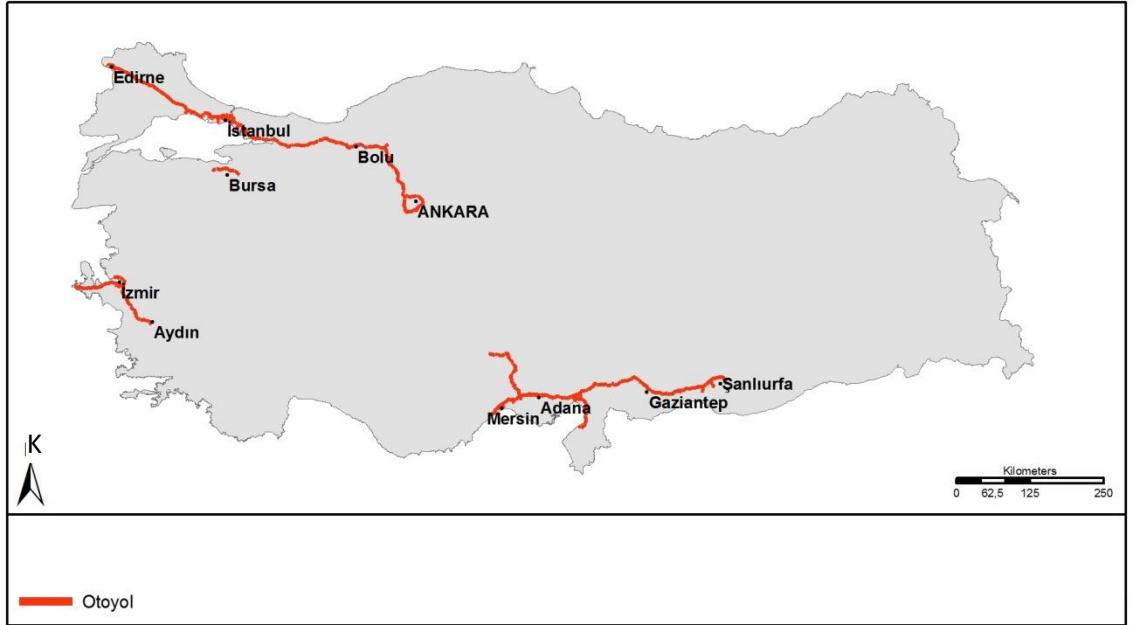 Edirne
İstanbul
Bolu
Bursa
ANKARA
İzmir
Aydın
Şanlıurfa
Gaziantep
Adana
Mersin
K
Kilometers
0 62,5 125 250
Otoyol